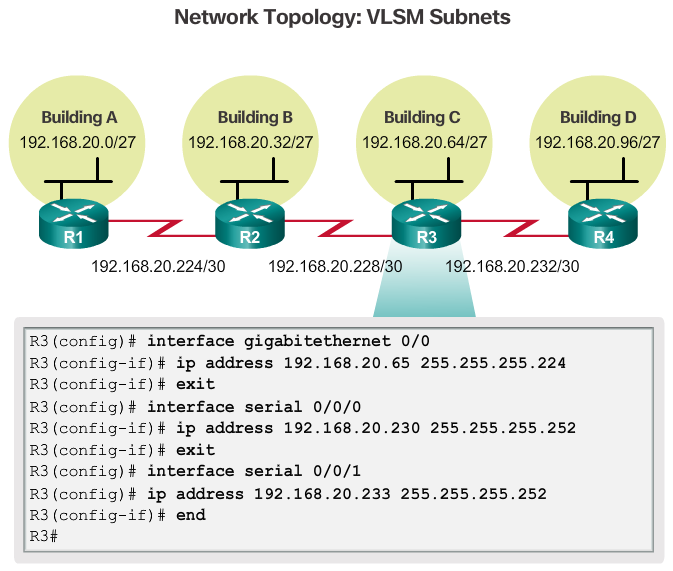 Network Topology: VLSM Subnets
Building A
192.168.20.0/27
Building B
192.168.20.32/27
Building C
192.168.20.64/27
Building D
192.168.20.96/27
R1
R2
R3
R4
192.168.20.224/30
192.168.20.228/30
192.168.20.232/30
R3(config)# interface gigabitethernet 0/0
R3(config-if)# ip address 192.168.20.65 255.255.255.224
R3(config-if)# exit
R3(config)# interface serial 0/0/0
R3(config-if)# ip address 192.168.20.230 255.255.255.252
R3(config-if)# exit
R3(config)# interface serial 0/0/1
R3(config)# ip address 192.168.20.233 255.255.255.252
R3(config-if)# end
R3#